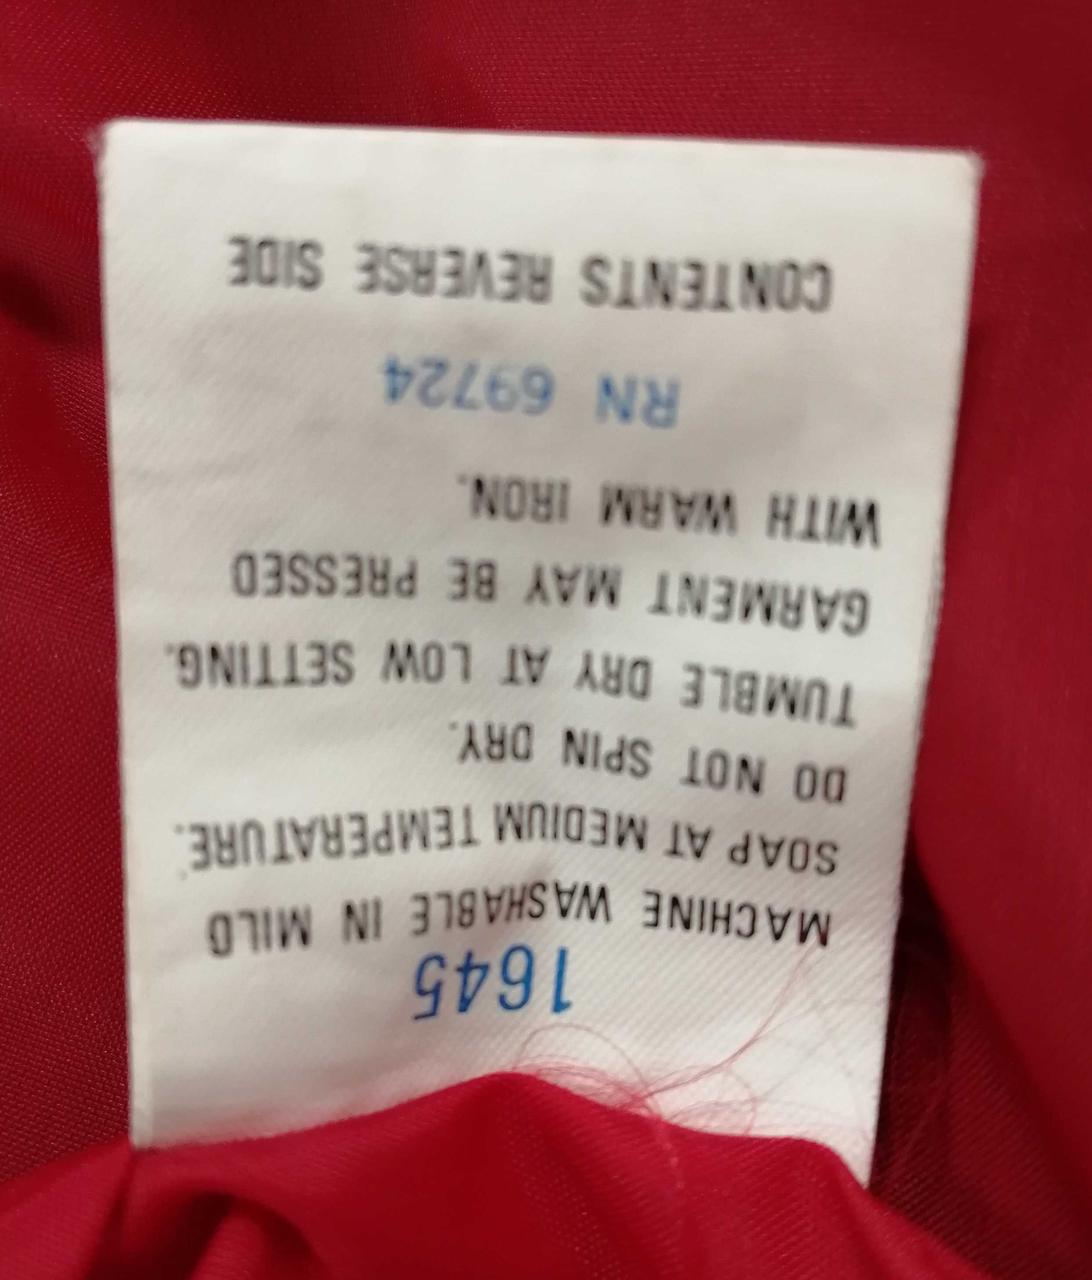 1645
MACHINE WASHABLE IN MILD
SOAP AT MEDIUM TEMPERATURE.
DO NOT SPIN DRY.
TUMBLE DRY AT LOW SETTING.
GARMENT MAY BE PRESSED
WITH WARM IRON.
RN 69724
CONTENTS REVERSE SIDE